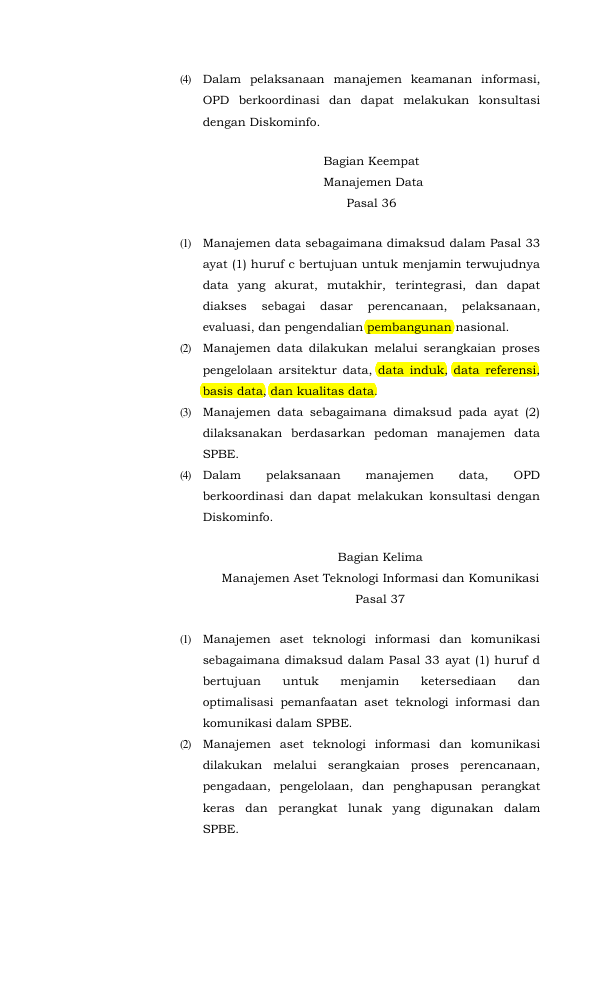 (4) Dalam pelaksanaan manajemen keamanan informasi,
OPD berkoordinasi dan dapat melakukan konsultasi
dengan Diskominfo.
Bagian Keempat
Manajemen Data
Pasal 36
(1) Manajemen data sebagaimana dimaksud dalam Pasal 33
ayat (1) huruf c bertujuan untuk menjamin terwujudnya
data yang akurat, mutakhir, terintegrasi, dan dapat
diakses sebagai dasar perencanaan, pelaksanaan,
evaluasi, dan pengendalian pembangunan nasional.
(2) Manajemen data dilakukan melalui serangkaian proses
pengelolaan arsitektur data, data induk, data referensi,
basis data, dan kualitas data.
(3) Manajemen data sebagaimana dimaksud pada ayat (2)
dilaksanakan berdasarkan pedoman manajemen data
SPBE.
(4) Dalam pelaksanaan manajemen data, OPD
berkoordinasi dan dapat melakukan konsultasi dengan
Diskominfo.
Bagian Kelima
Manajemen Aset Teknologi Informasi dan Komunikasi
Pasal 37
(1) Manajemen aset teknologi informasi dan komunikasi
sebagaimana dimaksud dalam Pasal 33 ayat (1) huruf d
bertujuan untuk menjamin ketersediaan dan
optimalisasi pemanfaatan aset teknologi informasi dan
komunikasi dalam SPBE.
(2) Manajemen aset teknologi informasi dan komunikasi
dilakukan melalui serangkaian proses perencanaan,
pengadaan, pengelolaan, dan penghapusan perangkat
keras dan perangkat lunak yang digunakan dalam
SPBE.